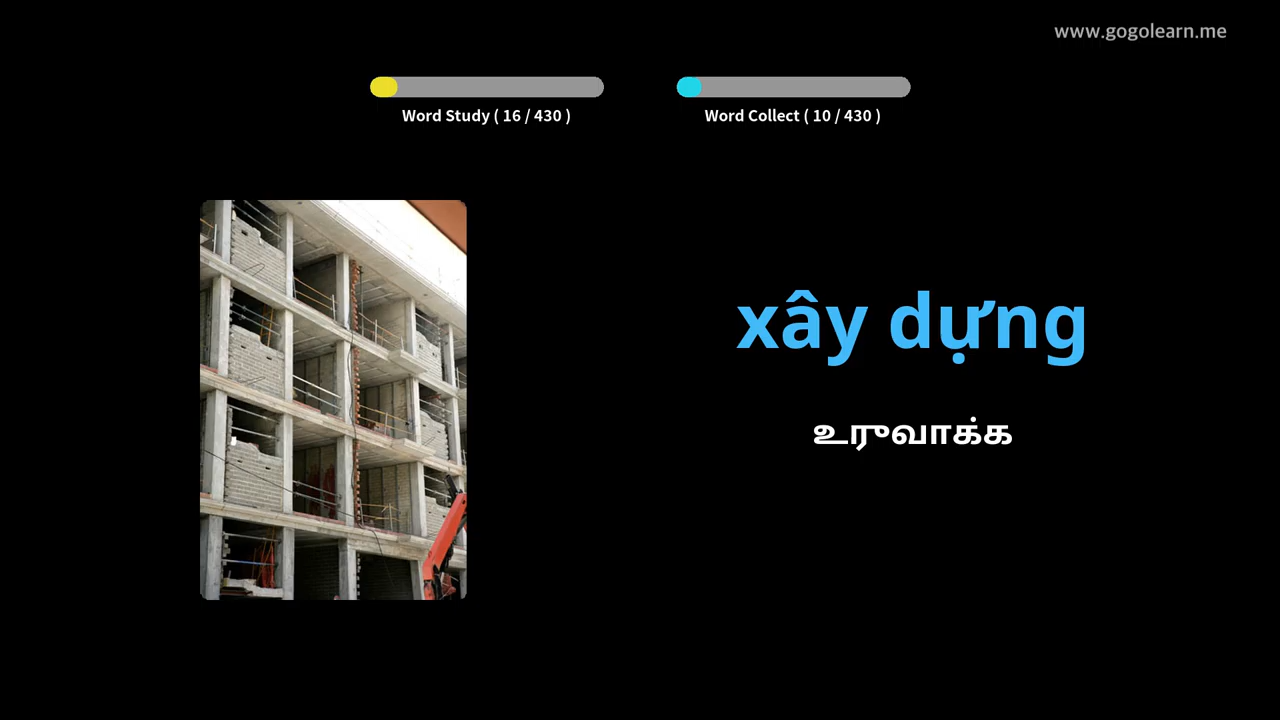 www.gogolearn.me
Word Study ( 16 / 430 )
Word Collect ( 10 / 430 )
xây dựng
உருவாக்க